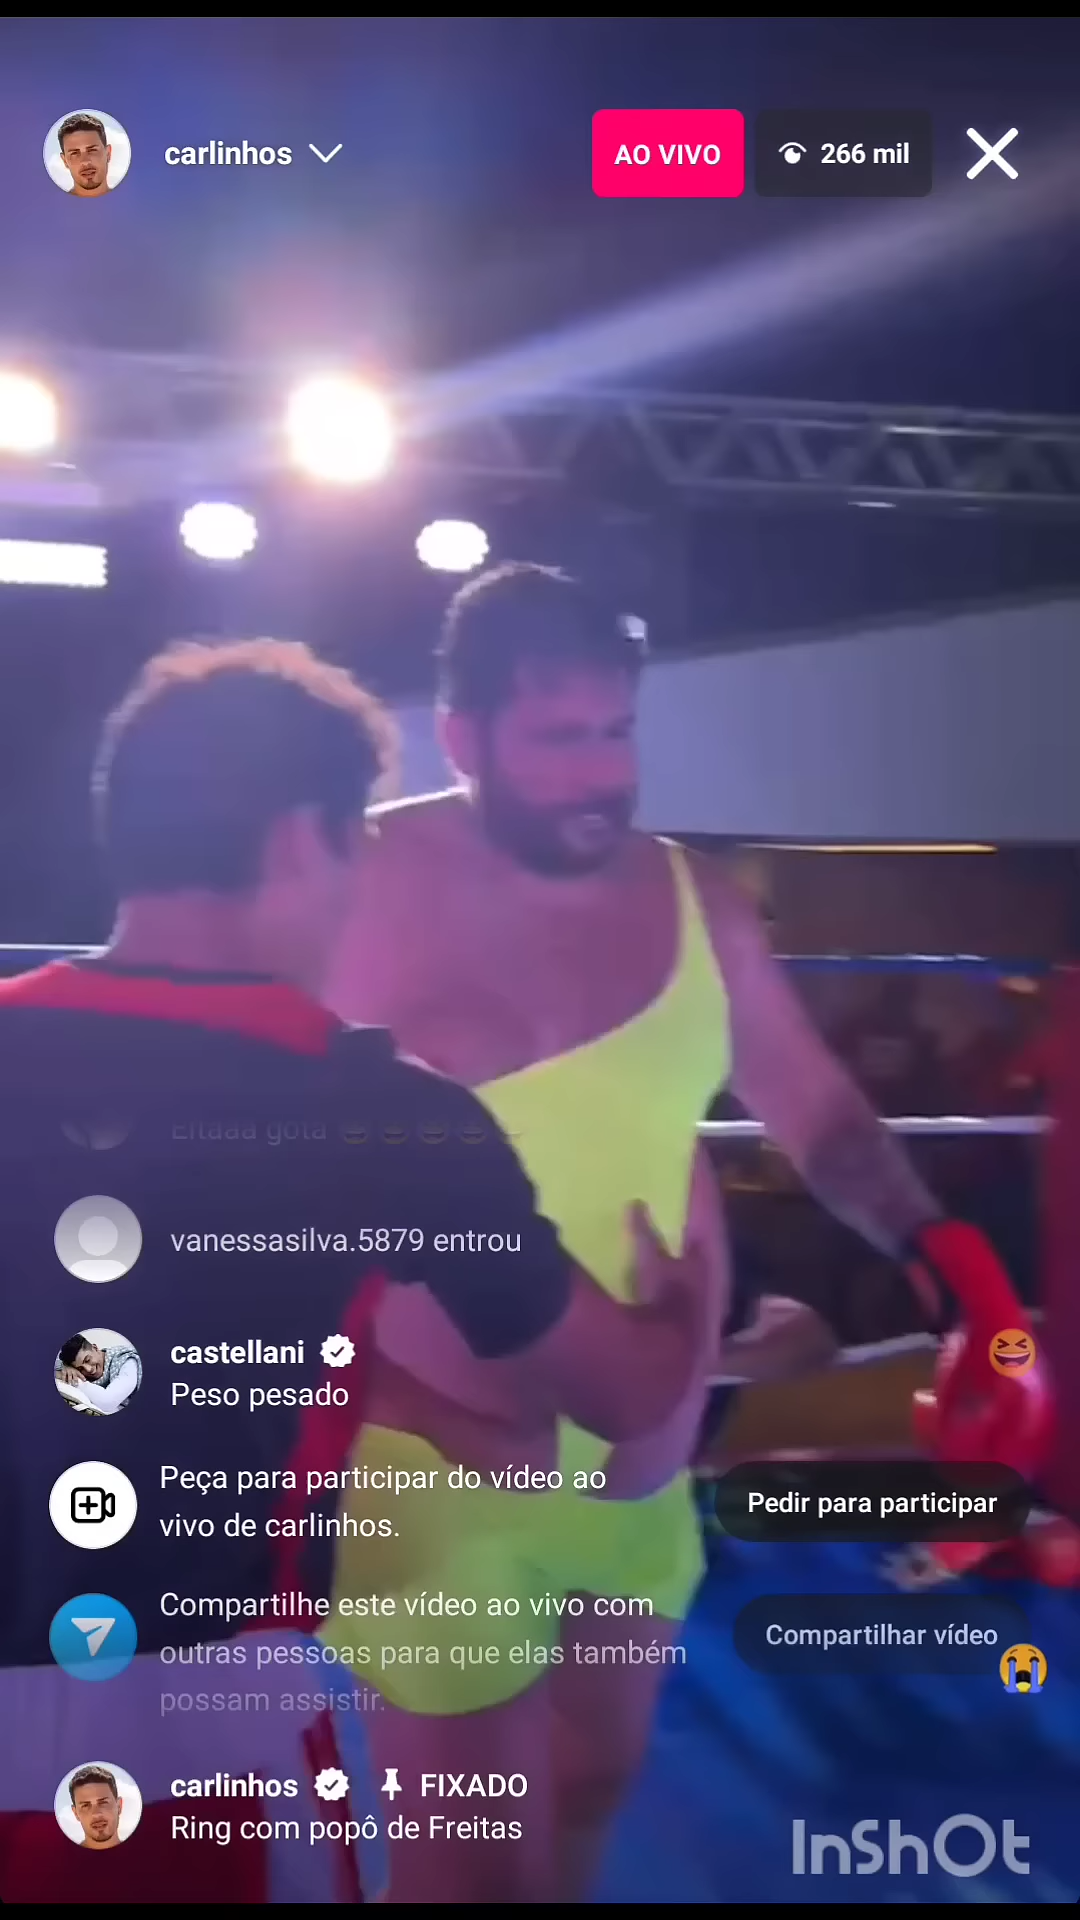 carlinhos
AO VIVO
266 mil
Eitaaa gota
vanessasilva.5879 entrou
castellani
Peso pesado
Peça para participar do vídeo ao
vivo de carlinhos.
Pedir para participar
Compartilhe este vídeo ao vivo com
outras pessoas para que elas também
possam assistir.
Compartilhar vídeo
carlinhos FIXADO
Ring com popô de Freitas
InShOt